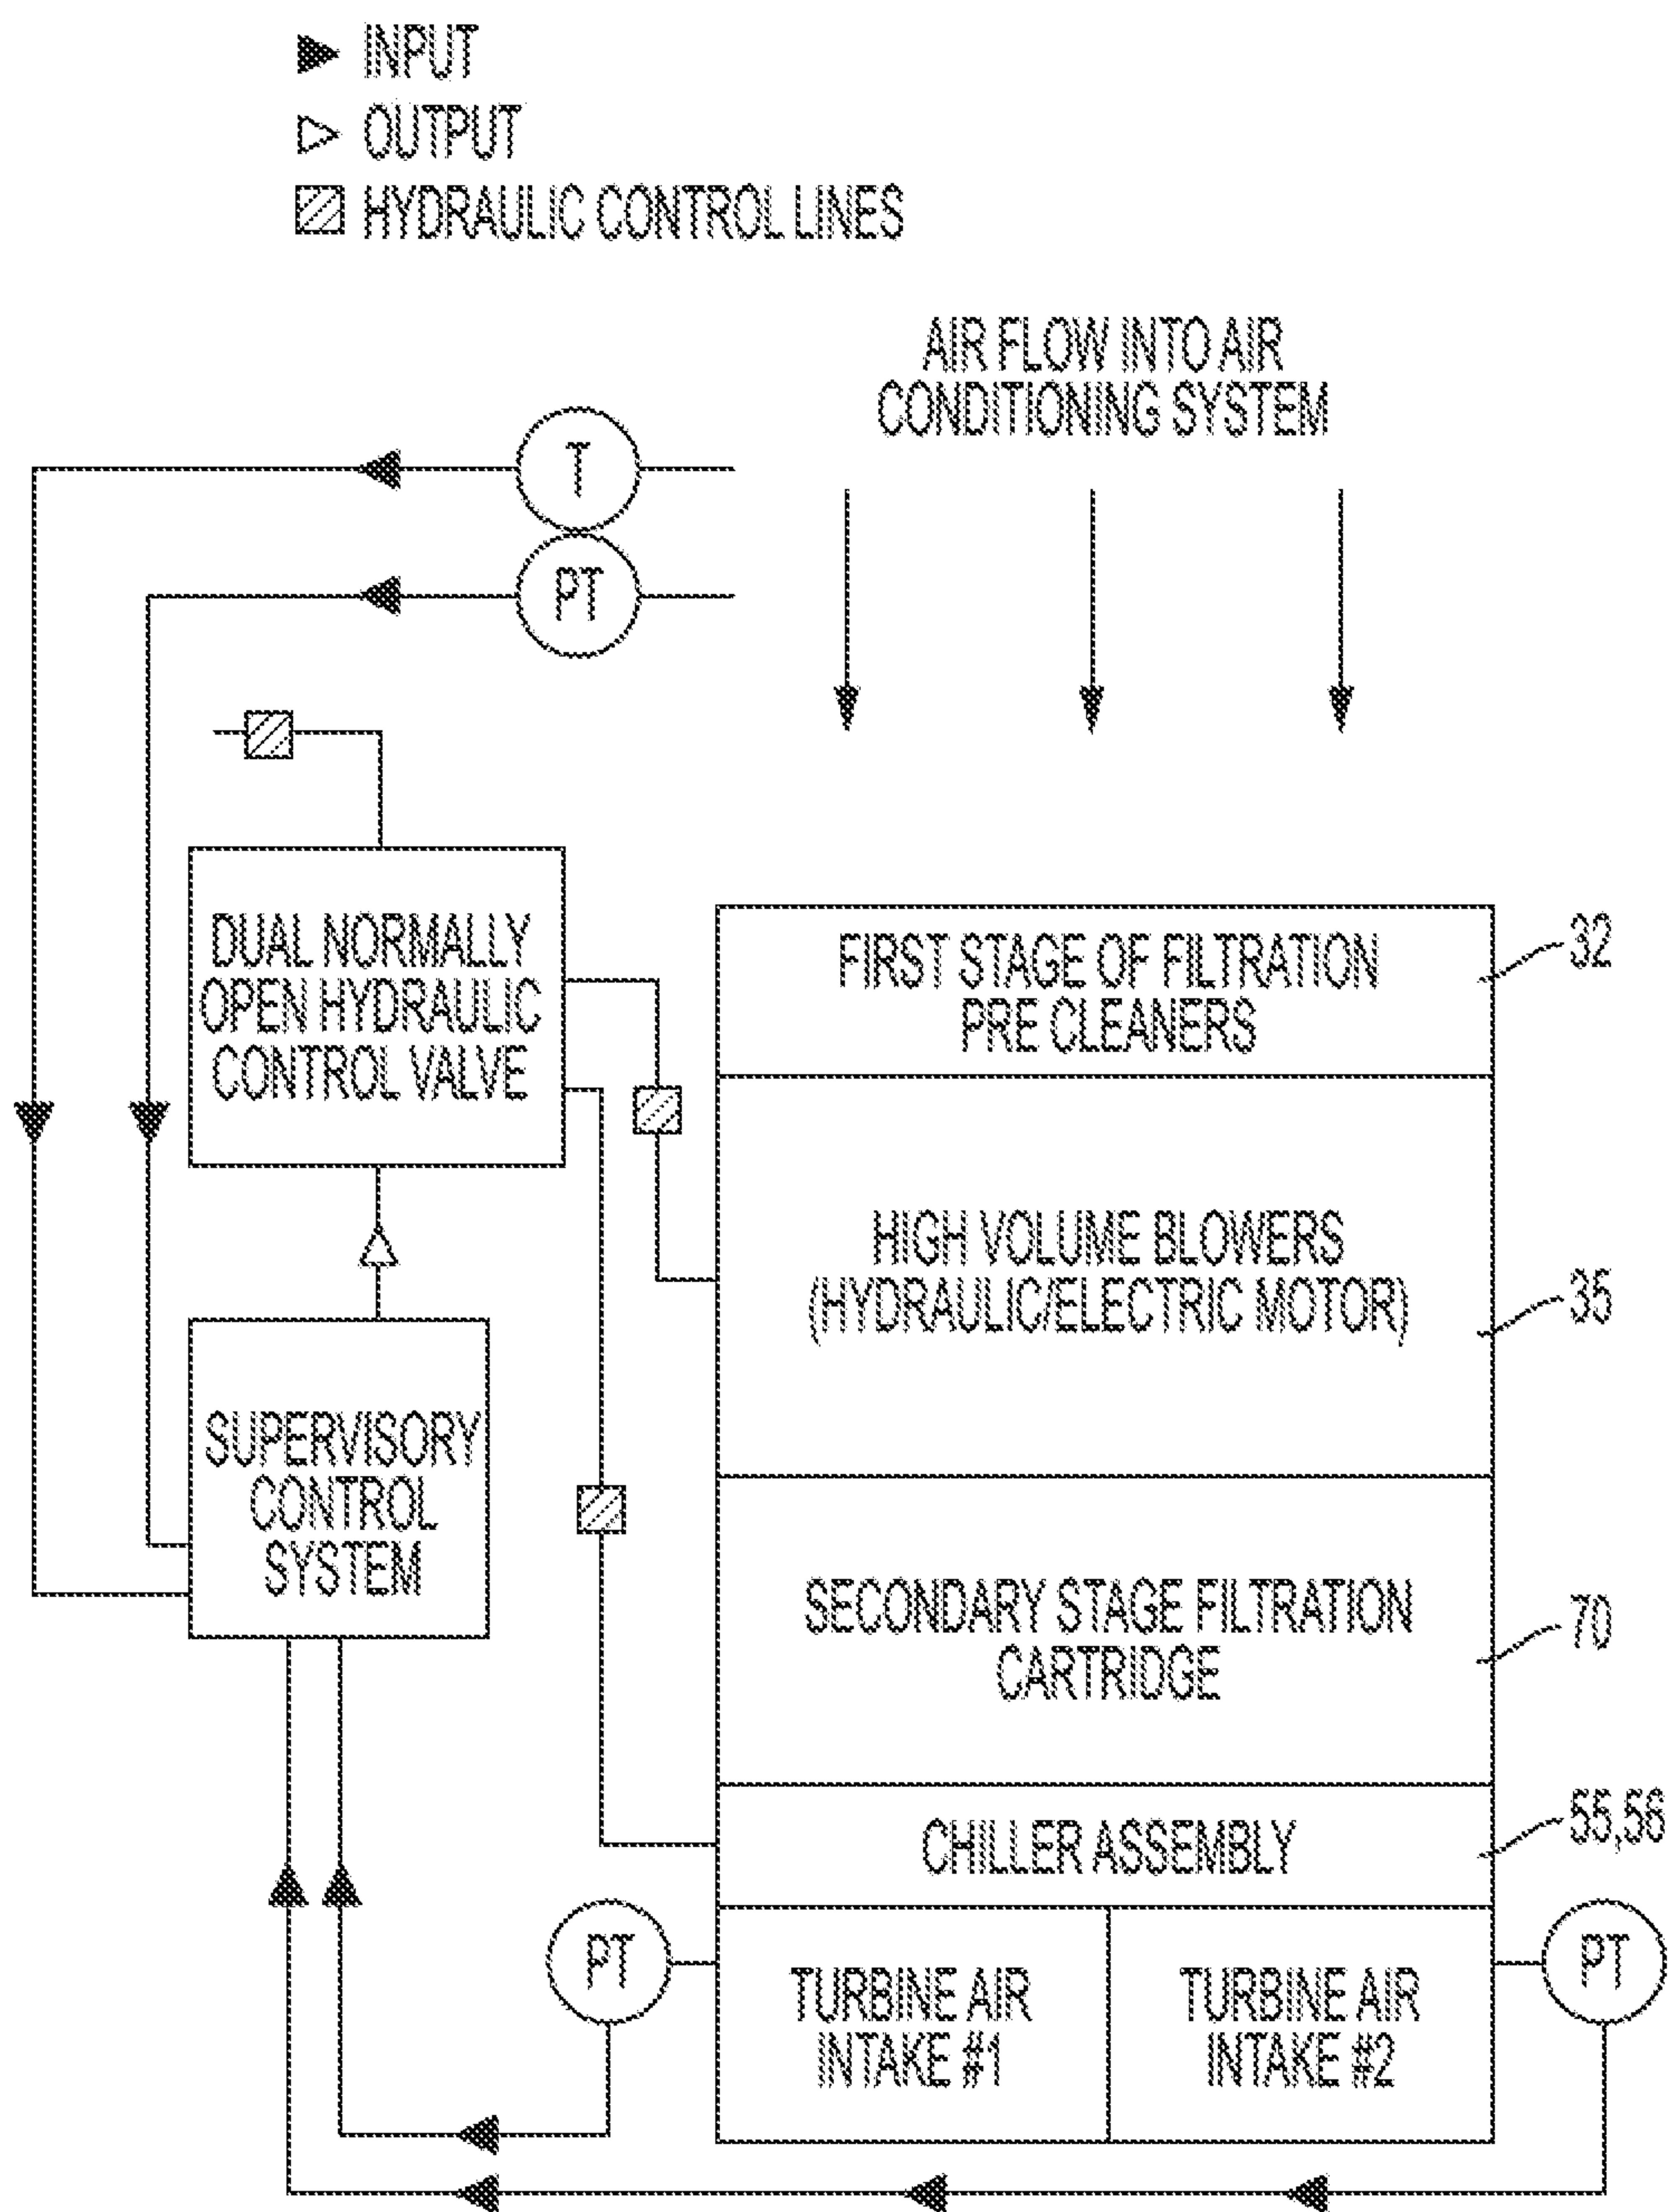 INPUT
OUTPUT
HYDRAULIC CONTROL LINES
AIR FLOW INTO AIR
CONDITIONING SYSTEM
T
PT
DUAL NORMALLY
OPEN HYDRAULIC
CONTROL VALVE
FIRST STAGE OF FILTRATION
PRE CLEANERS
32
HIGH VOLUME BLOWERS
(HYDRAULIC/ELECTRIC MOTOR)
35
SUPERVISORY
CONTROL
SYSTEM
SECONDARY STAGE FILTRATION
CARTRIDGE
70
CHILLER ASSEMBLY
55,56
PT
TURBINE AIR
INTAKE #1
TURBINE AIR
INTAKE #2
PT